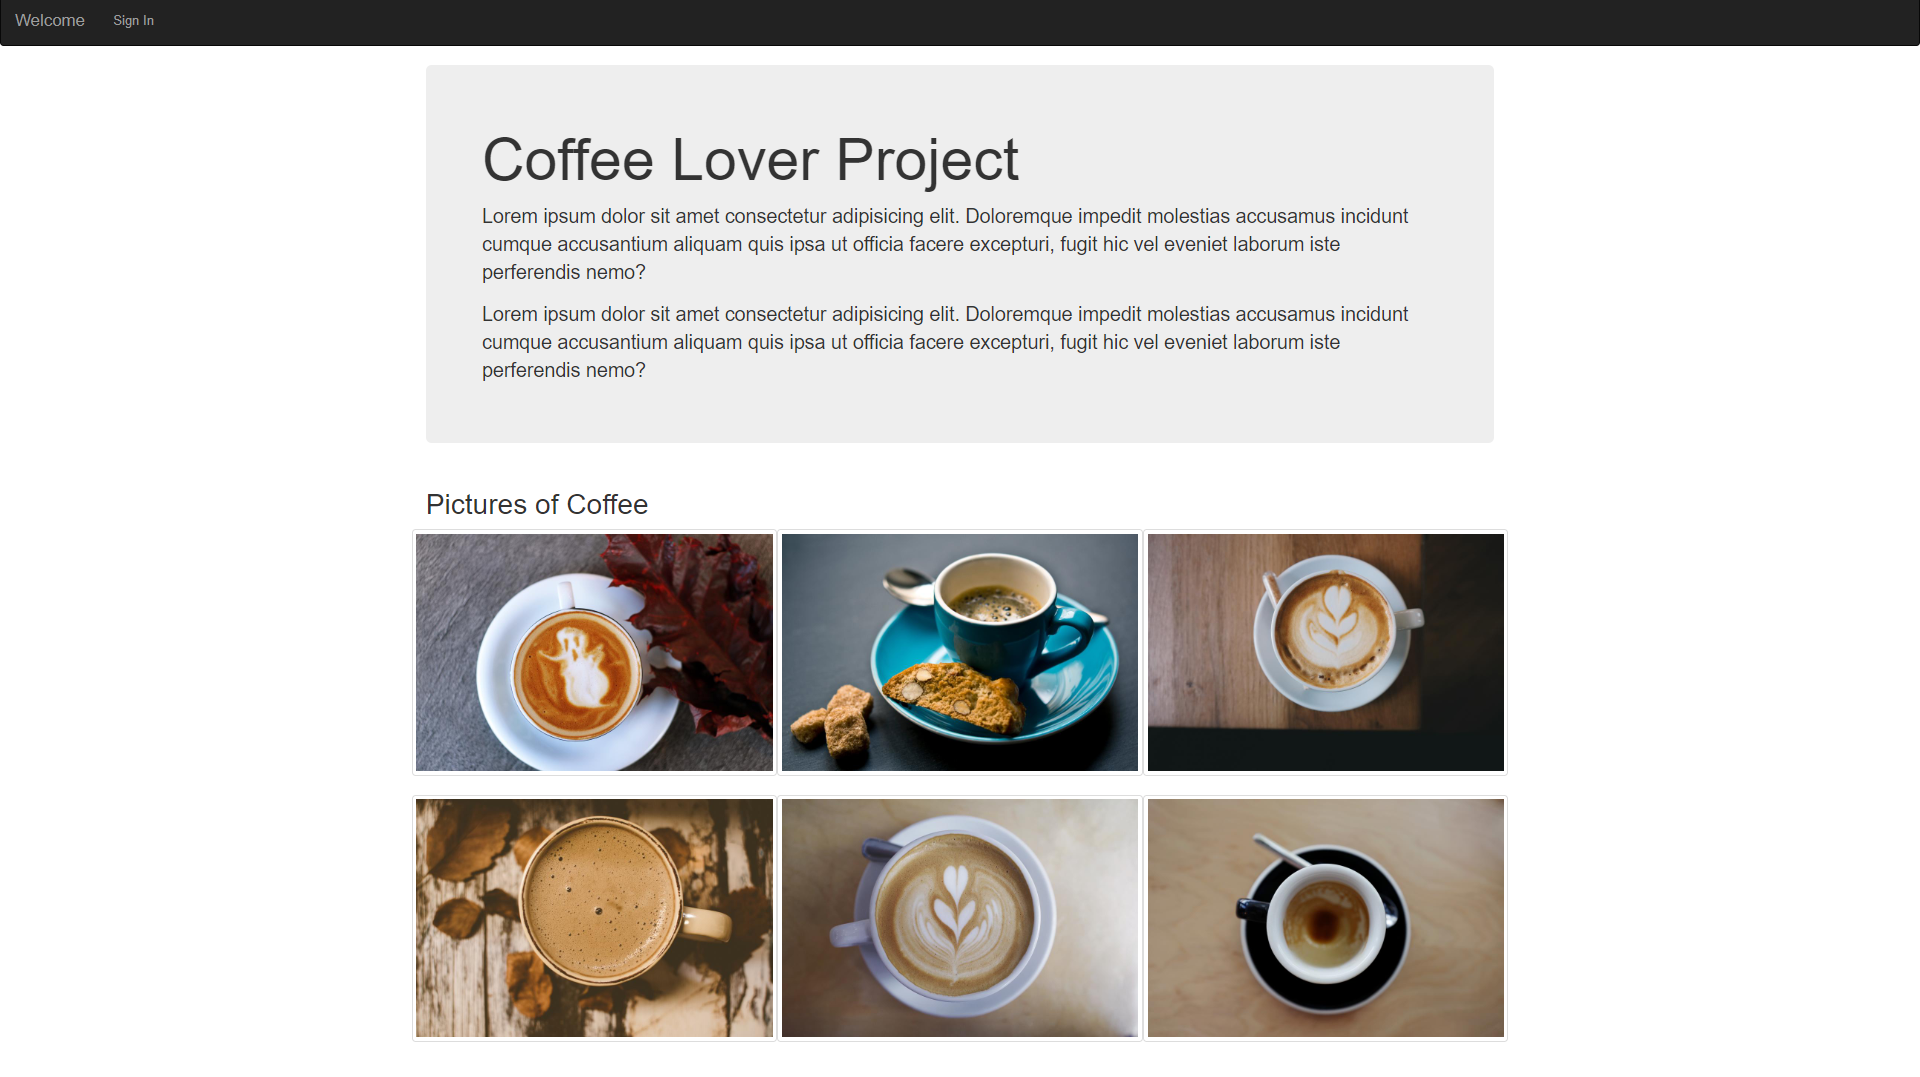 Welcome Sign In
Coffee Lover Project
Lorem ipsum dolor sit amet consectetur adipisicing elit. Doloremque impedit molestias accusamus incidunt
cumque accusantium aliquam quis ipsa ut officia facere excepturi, fugit hic vel eveniet laborum iste
perferendis nemo?
Lorem ipsum dolor sit amet consectetur adipisicing elit. Doloremque impedit molestias accusamus incidunt
cumque accusantium aliquam quis ipsa ut officia facere excepturi, fugit hic vel eveniet laborum iste
perferendis nemo?
Pictures of Coffee